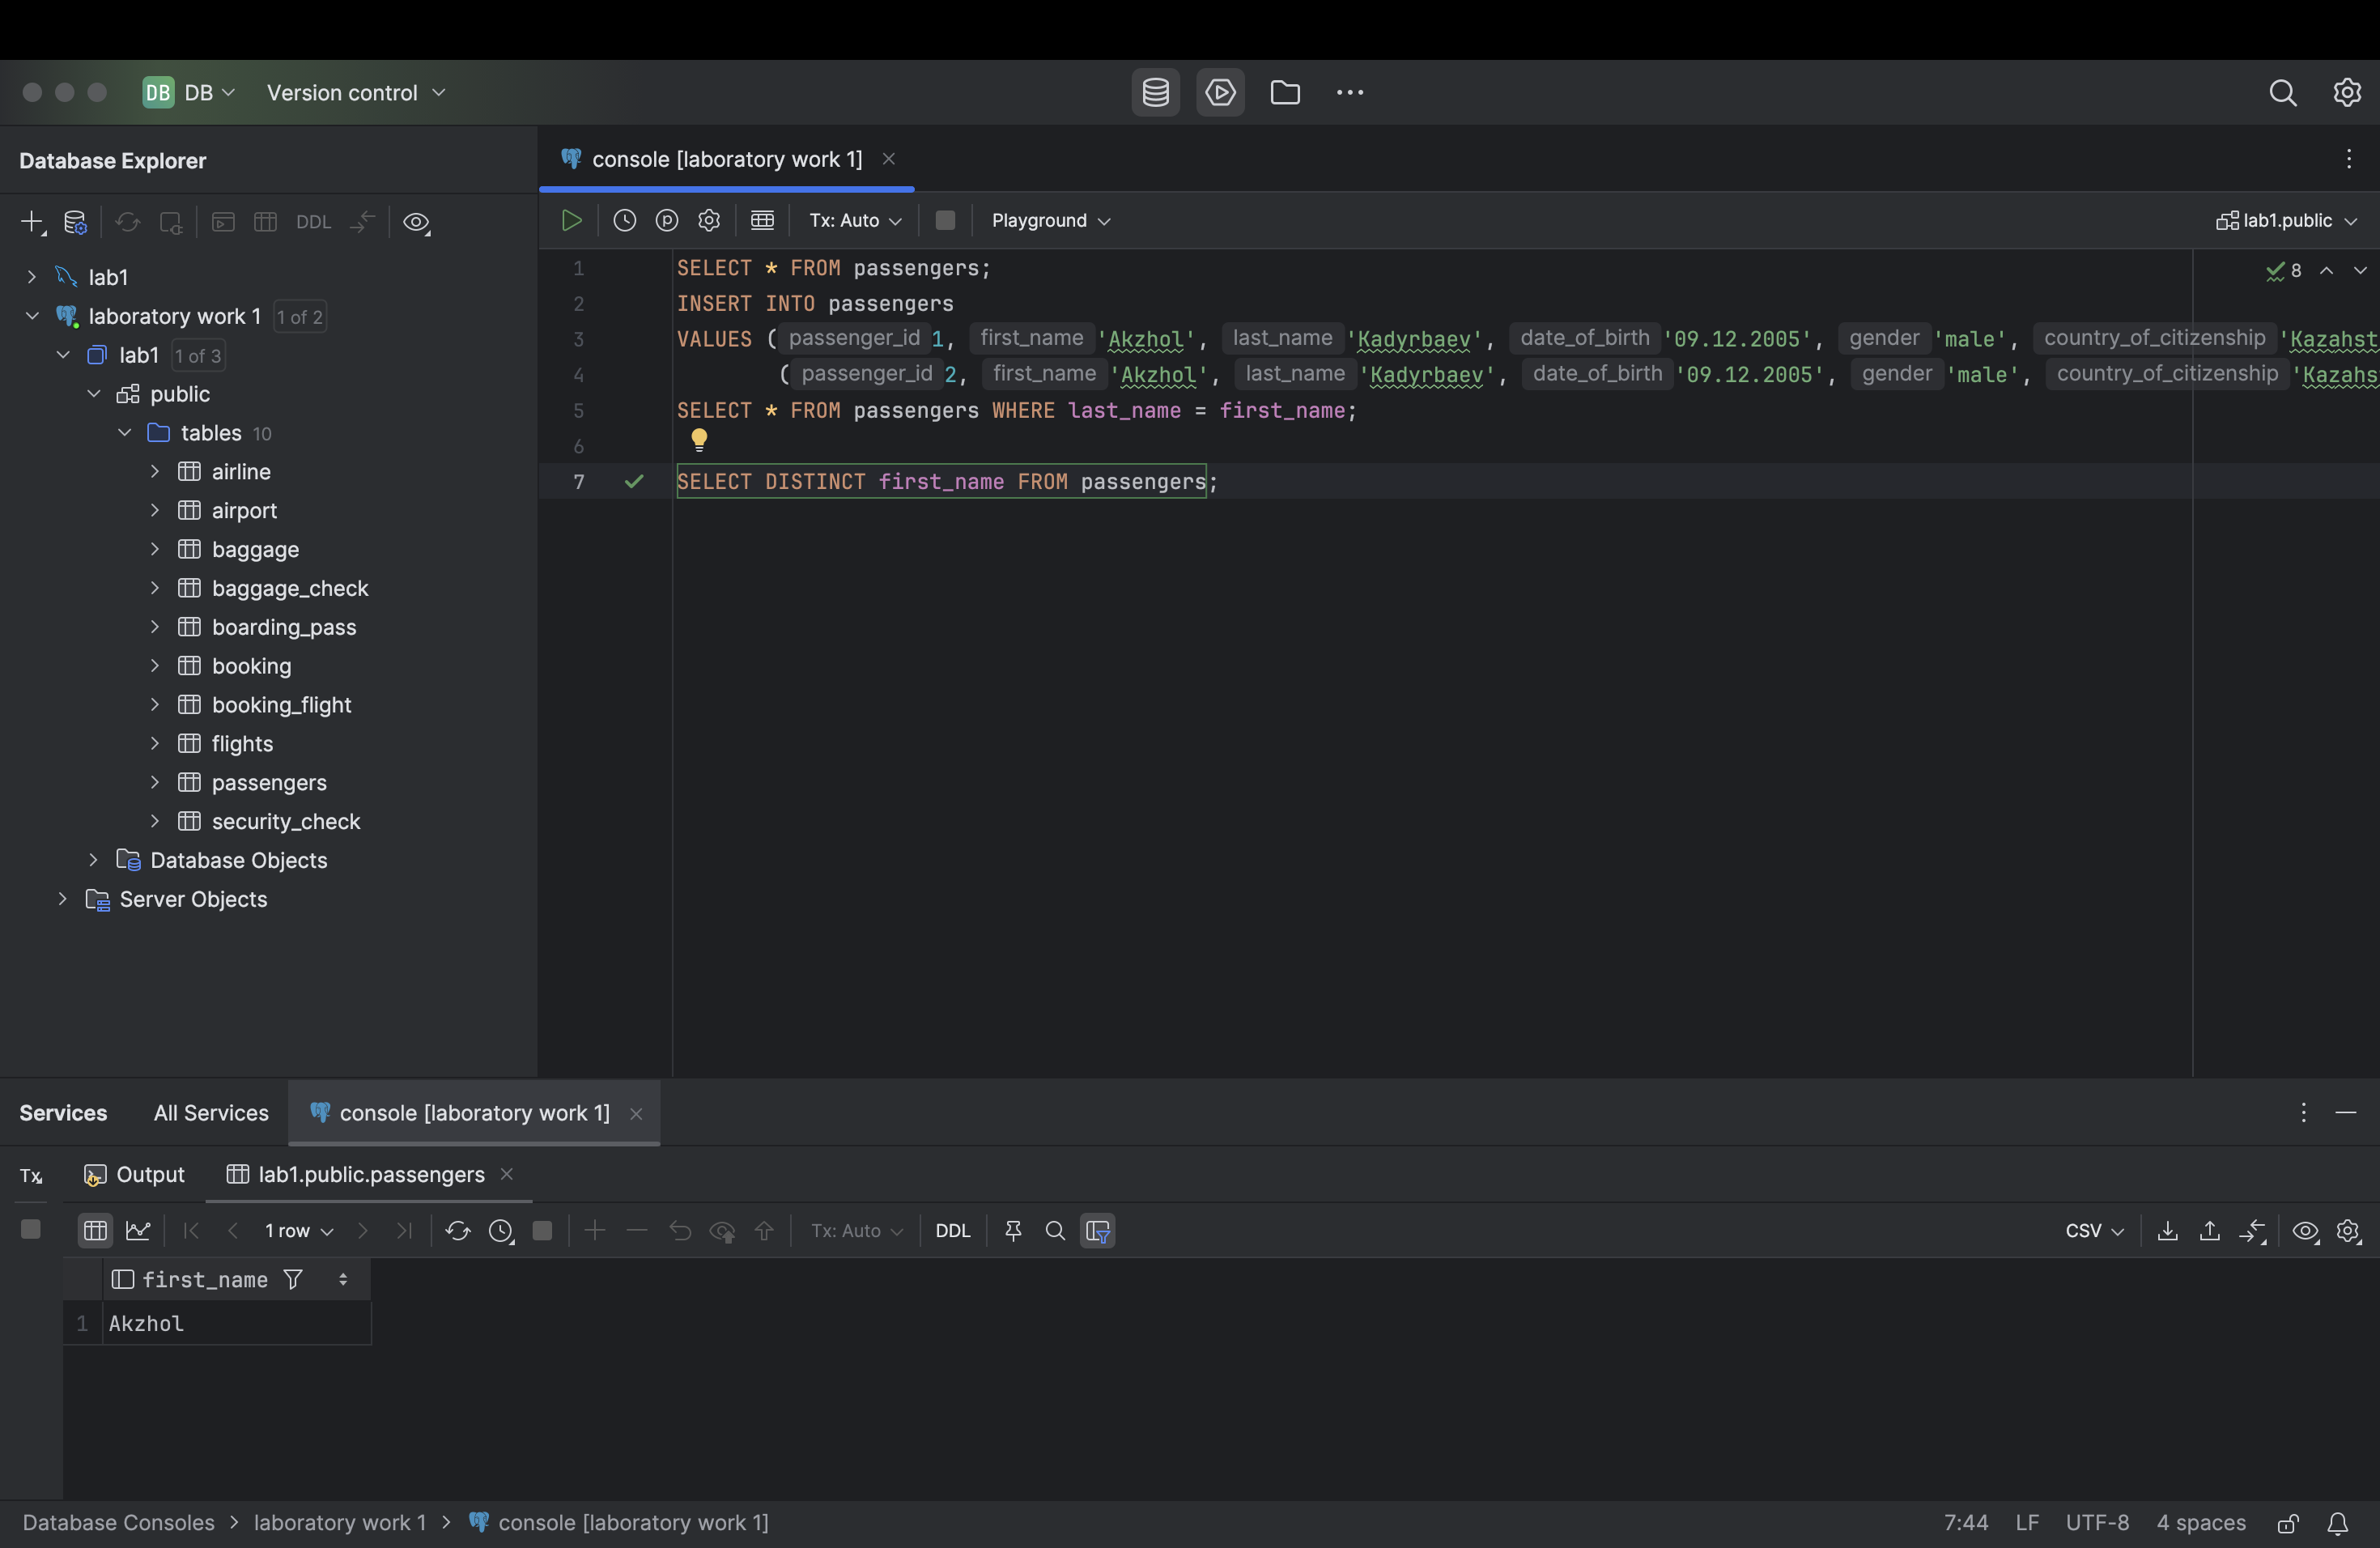 DB DB Version control
Database Explorer
console [laboratory work 1]
DDL
Tx: Auto Playground lab1.public
lab1
laboratory work 1 1 of 2
lab1 1 of 3
public
tables 10
airline
airport
baggage
baggage_check
boarding_pass
booking
booking_flight
flights
passengers
security_check
Database Objects
Server Objects
8
1 SELECT * FROM passengers;
2 INSERT INTO passengers
3 VALUES ( passenger_id 1, first_name 'Akzhol', last_name 'Kadyrbaev', date_of_birth '09.12.2005', gender 'male', country_of_citizenship 'Kazahst
4 ( passenger_id 2, first_name 'Akzhol', last_name 'Kadyrbaev', date_of_birth '09.12.2005', gender 'male', country_of_citizenship 'Kazahs
5 SELECT * FROM passengers WHERE last_name = first_name;
6
7 SELECT DISTINCT first_name FROM passengers;
Services All Services console [laboratory work 1]
Tx Output lab1.public.passengers
1 row Tx: Auto DDL CSV
first_name
1 Akzhol
Database Consoles > laboratory work 1 > console [laboratory work 1] 7:44 LF UTF-8 4 spaces